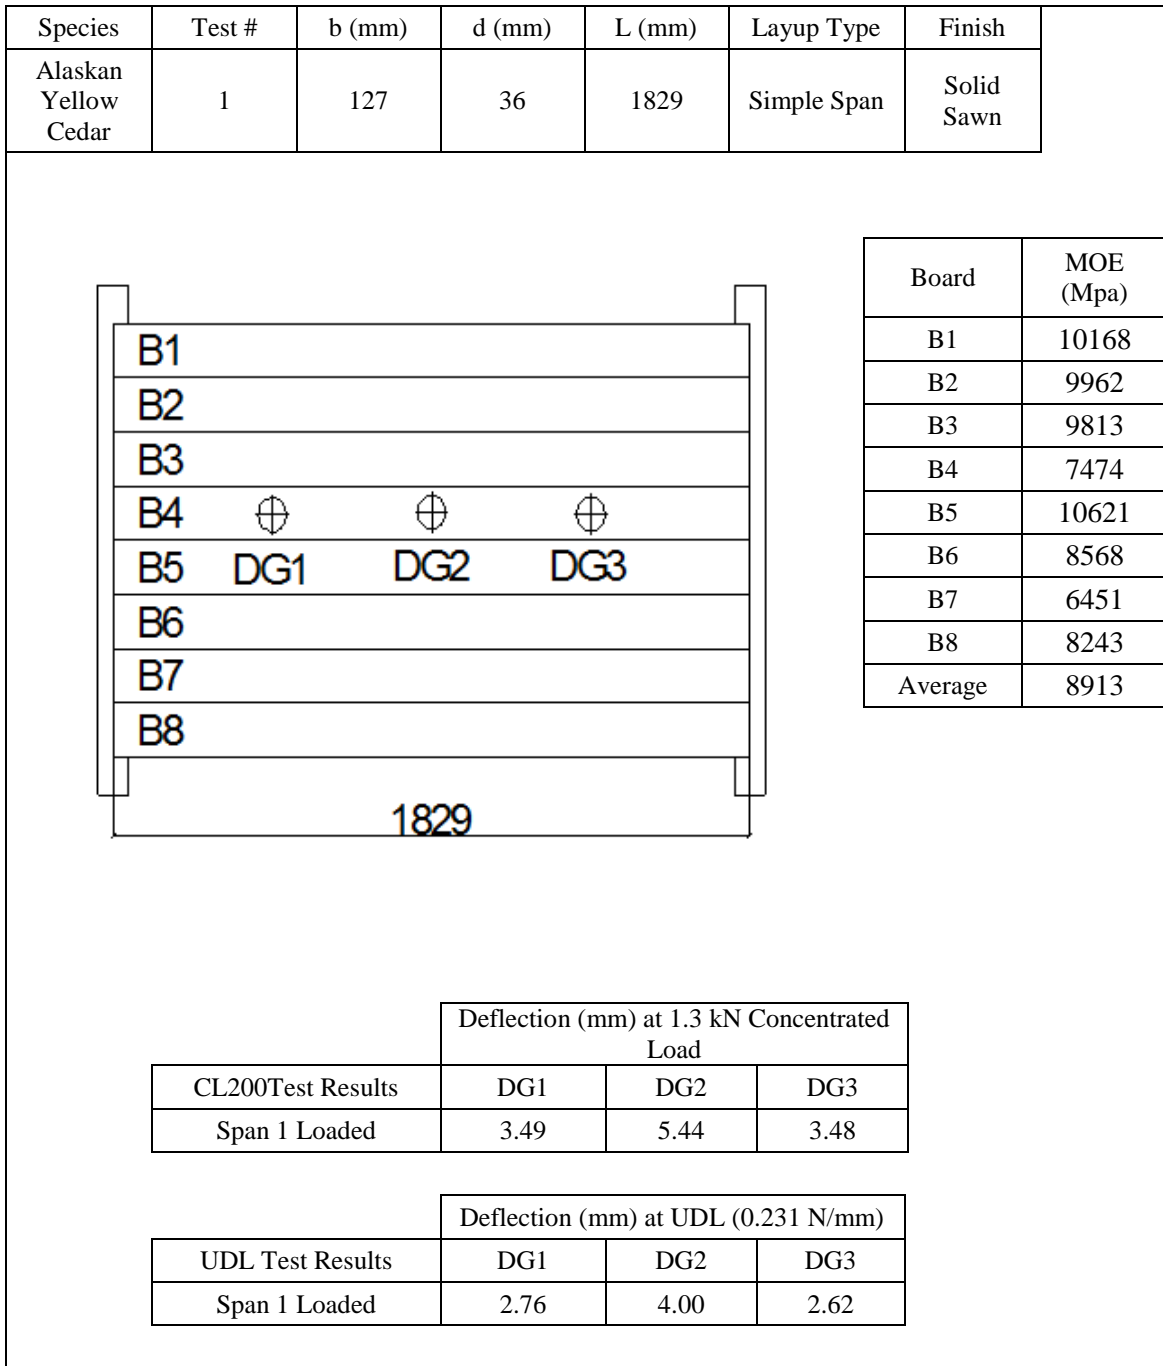 Species Test # b (mm) d (mm) L (mm) Layup Type Finish
Alaskan
Yellow
Cedar
1 127 36 1829 Simple Span
Solid
Sawn
Board
MOE
(Mpa)
B1 10168
B2 9962
B3 9813
B4 7474
B5 10621
B6 8568
B7 6451
B8 8243
Average 8913
B1
B2
B3
B4
B5 DG1 DG2 DG3
B6
B7
B8
1829
Deflection (mm) at 1.3 kN Concentrated
Load
CL200Test Results DG1 DG2 DG3
Span 1 Loaded 3.49 5.44 3.48
Deflection (mm) at UDL (0.231 N/mm)
UDL Test Results DG1 DG2 DG3
Span 1 Loaded 2.76 4.00 2.62